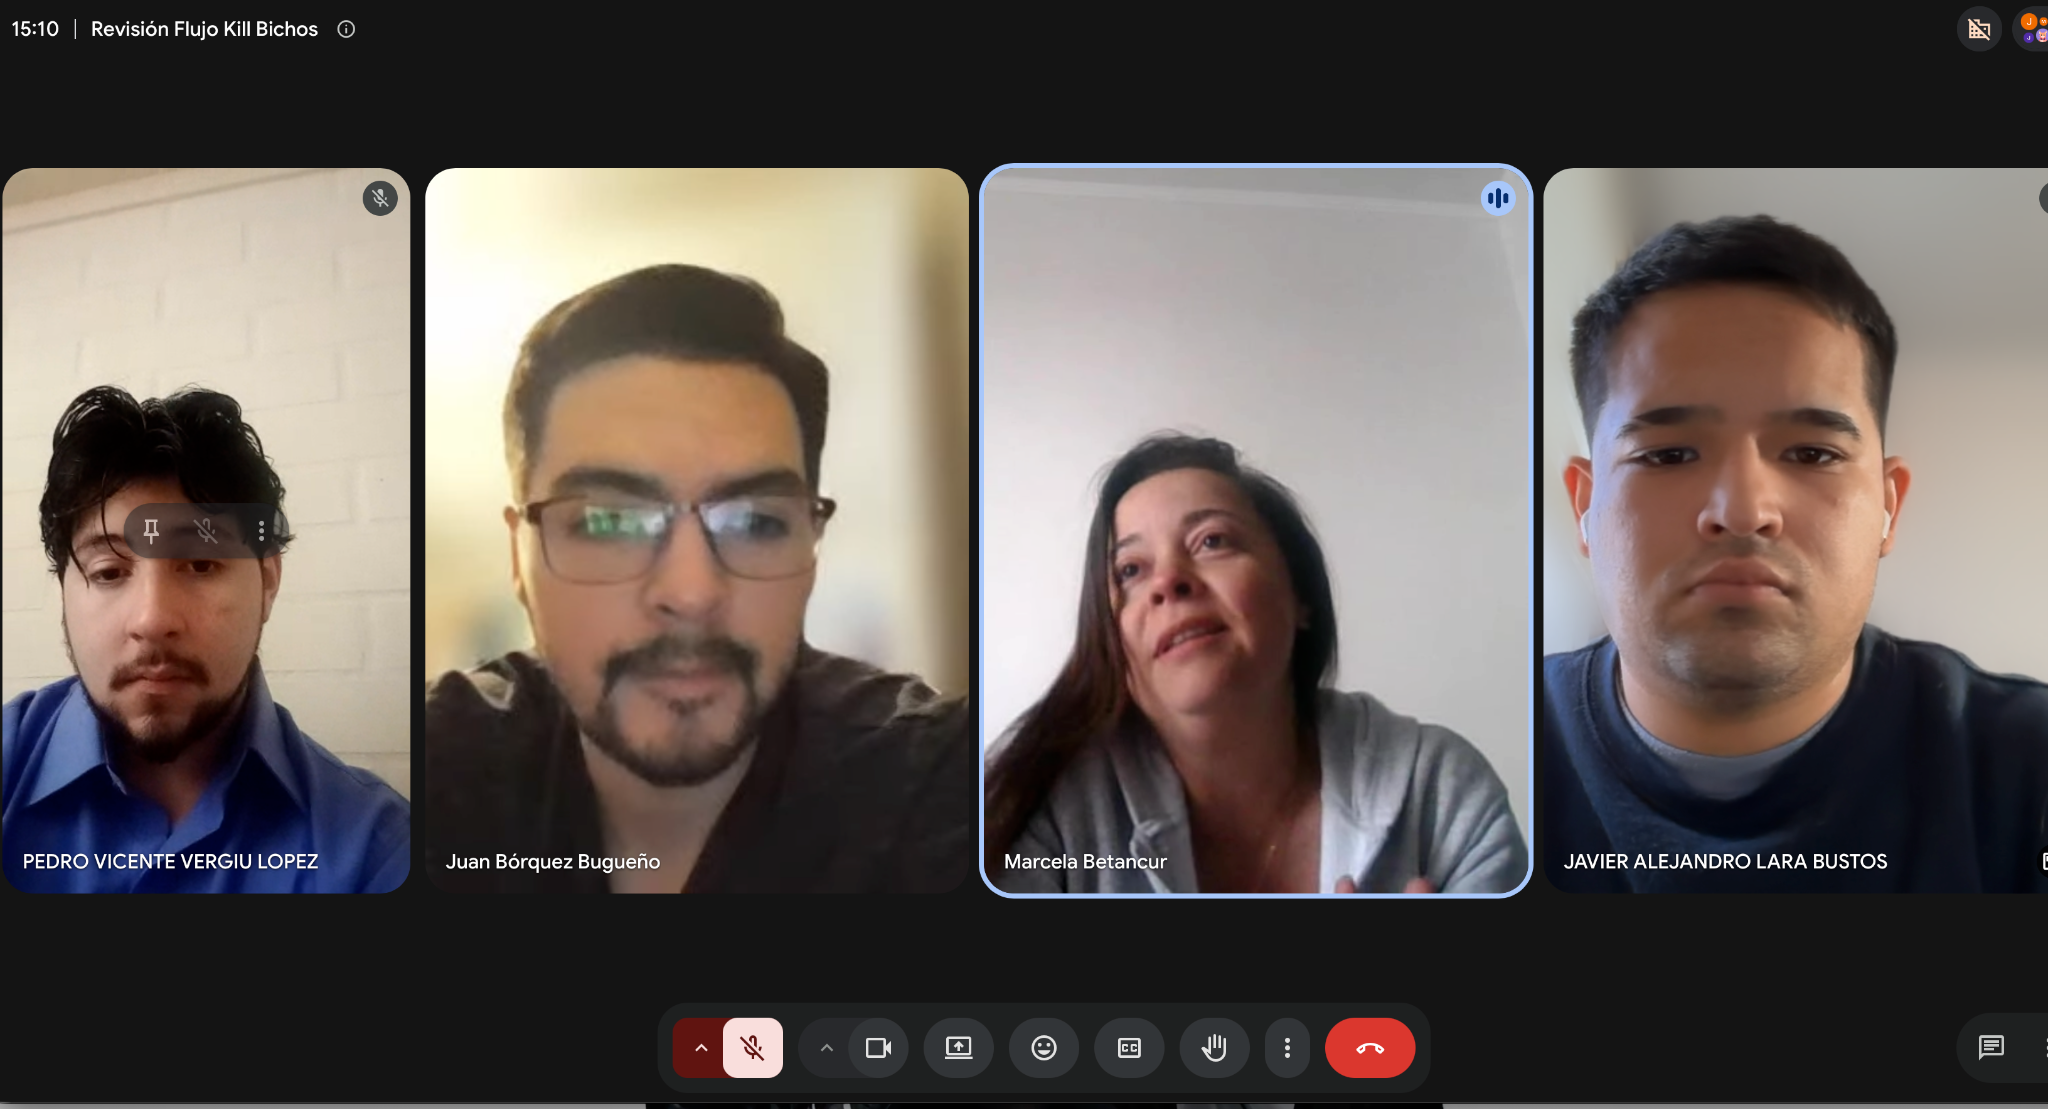 15:10 | Revisión Flujo Kill Bichos
PEDRO VICENTE VERGIU LOPEZ
Juan Bórquez Bugueño
Marcela Betancur
JAVIER ALEJANDRO LARA BUSTOS
CC